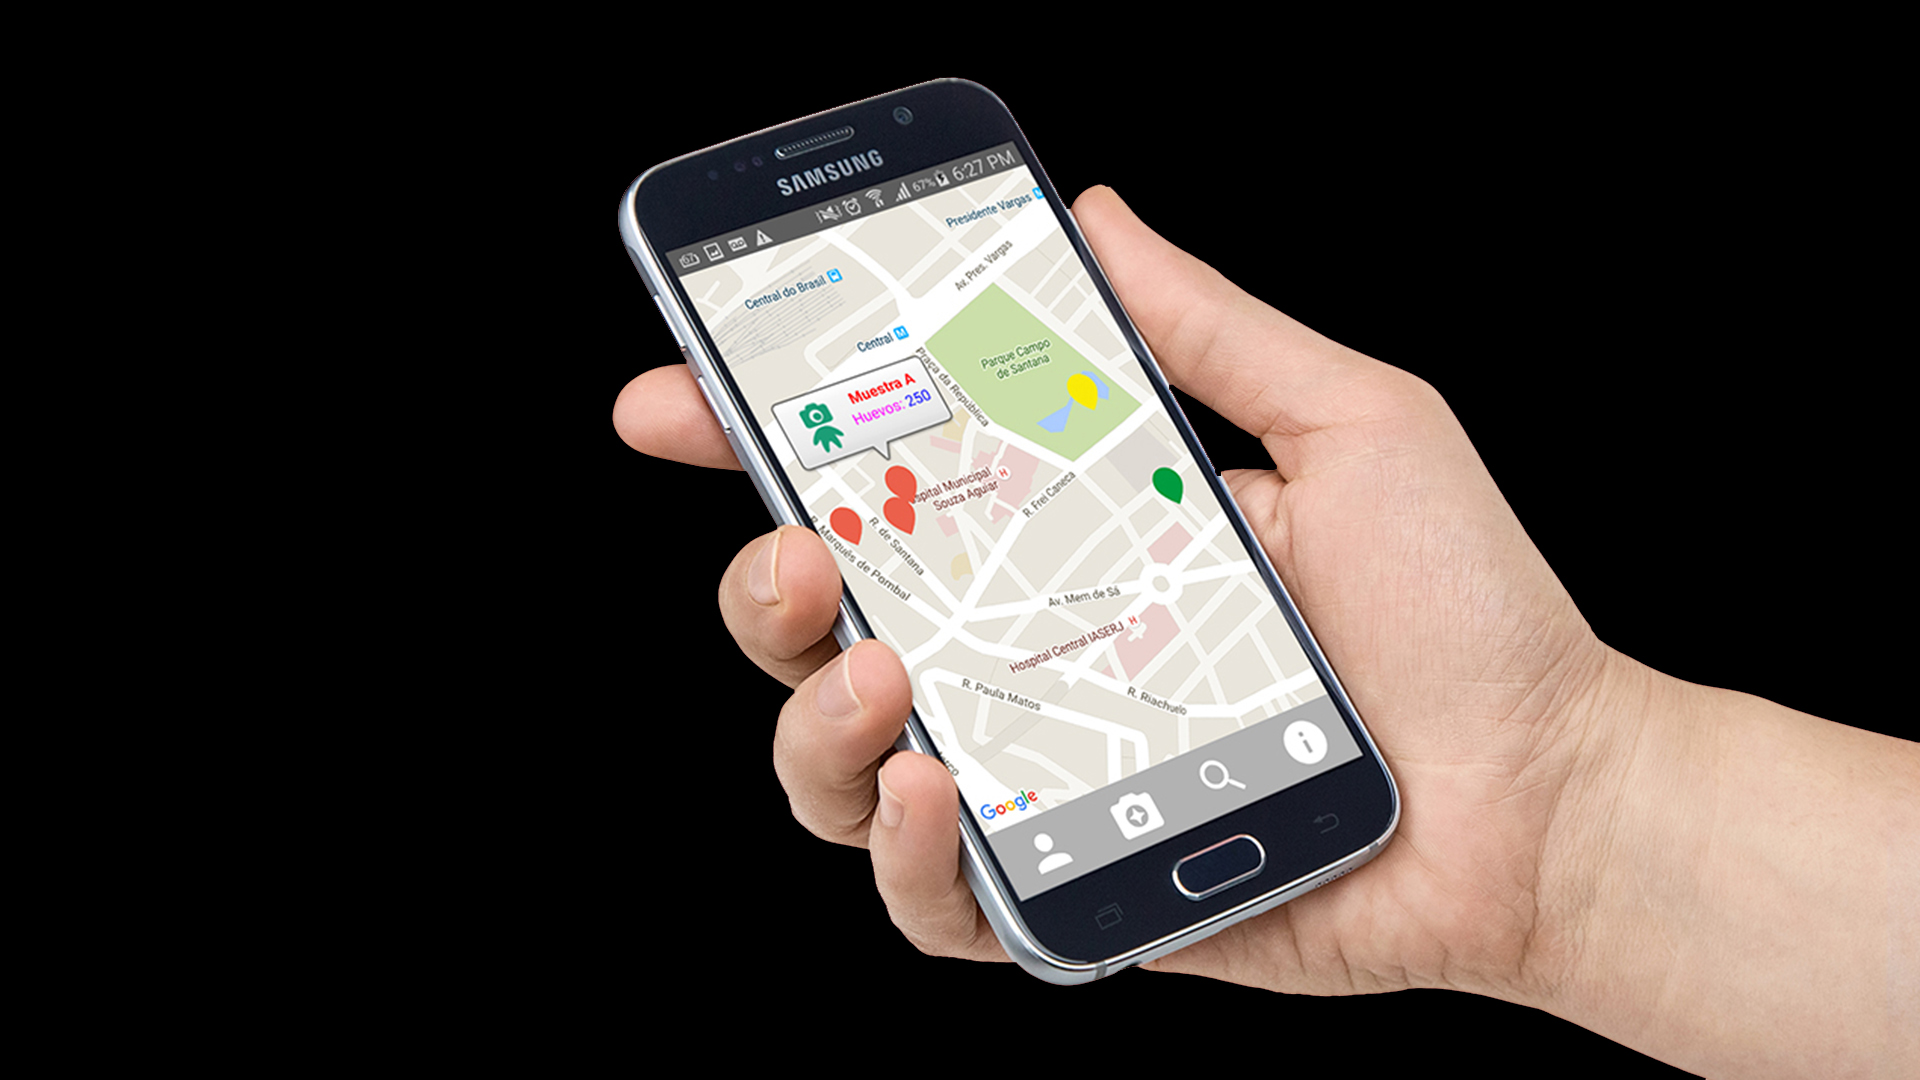 SAMSUNG
67% 6:27 PM
Presidente Vargas
Av. Pres. Vargas
Central do Brasil
Central
Parque Campo
de Santana
Praça da República
Muestra A
Huevos: 250
spital Municipal
Souza Aguiar
R. Frei Caneca
R. de Santana
R. Marquês de Pombal
Av. Mem de Sá
Hospital Central IASERJ
R. Paula Matos
R. Riachuelo
Google